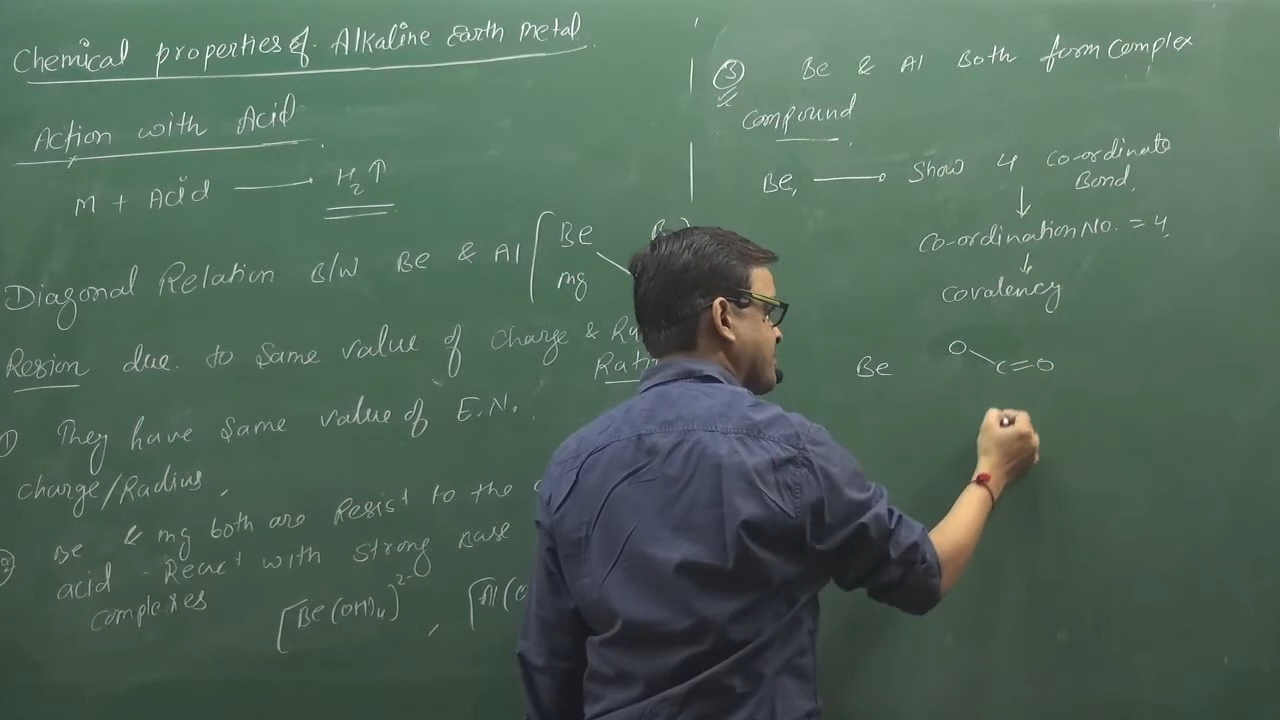 Chemical properties of Alkaline Earth metal.
Action with Acid.
M + Acid ⟶ H₂↑
Diagonal Relation B/W Be & Al [ Be
mg
Resion due to Same value of charge &
1) They have Same value of E.N.
charge/Radius,
Be & mg both are Resist to the
acid - React with strong Base
complexes
[Be(OH)₄]²⁻ ,
③ Be & Al Both form Complex
Compound.
Be, ⟶ Show 4 Co-ordinate
Bond,
↓
Co-ordination No. = 4
↓
Covalency
Be O
C=O